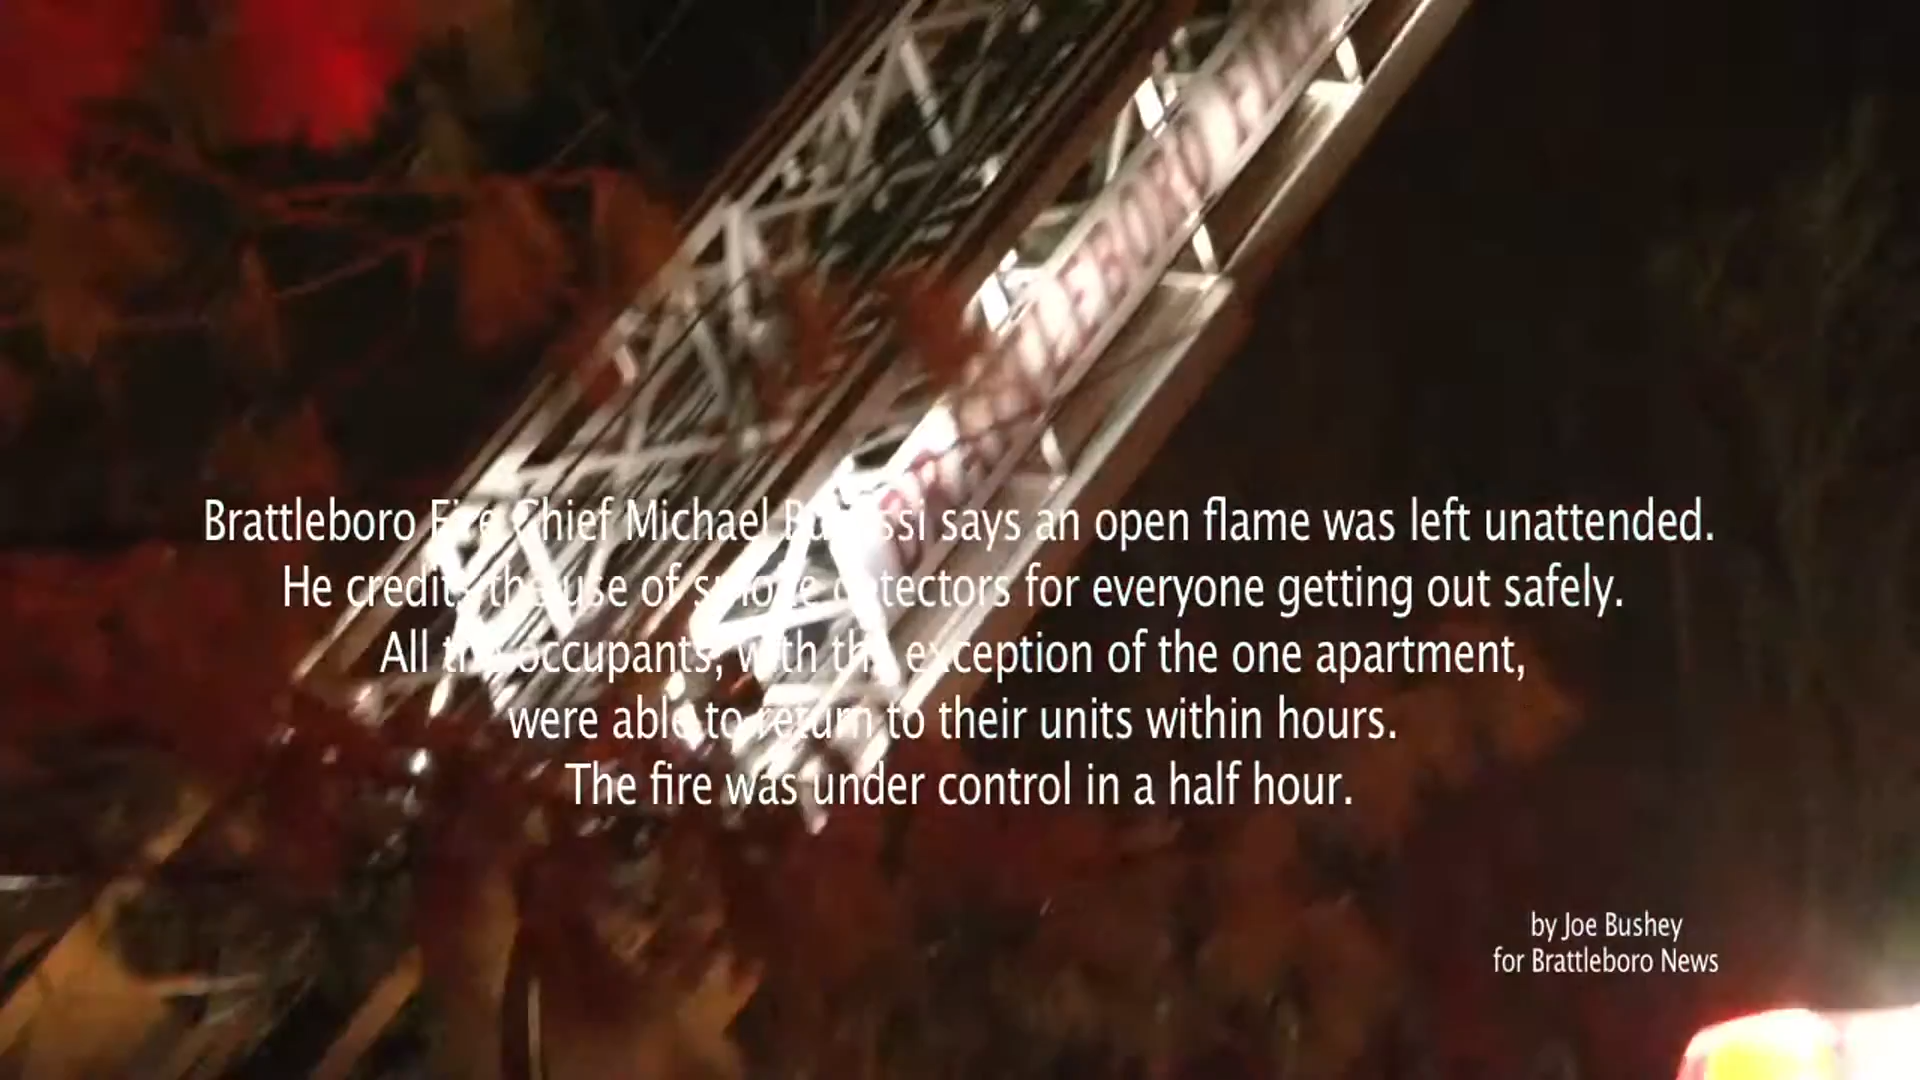 Brattleboro Fire Chief Michael says an open flame was left unattended.
He credits the use of smoke detectors for everyone getting out safely.
All the occupants, with the exception of the one apartment,
were able to return to their units within hours.
The fire was under control in a half hour.
by Joe Bushey
for Brattleboro News